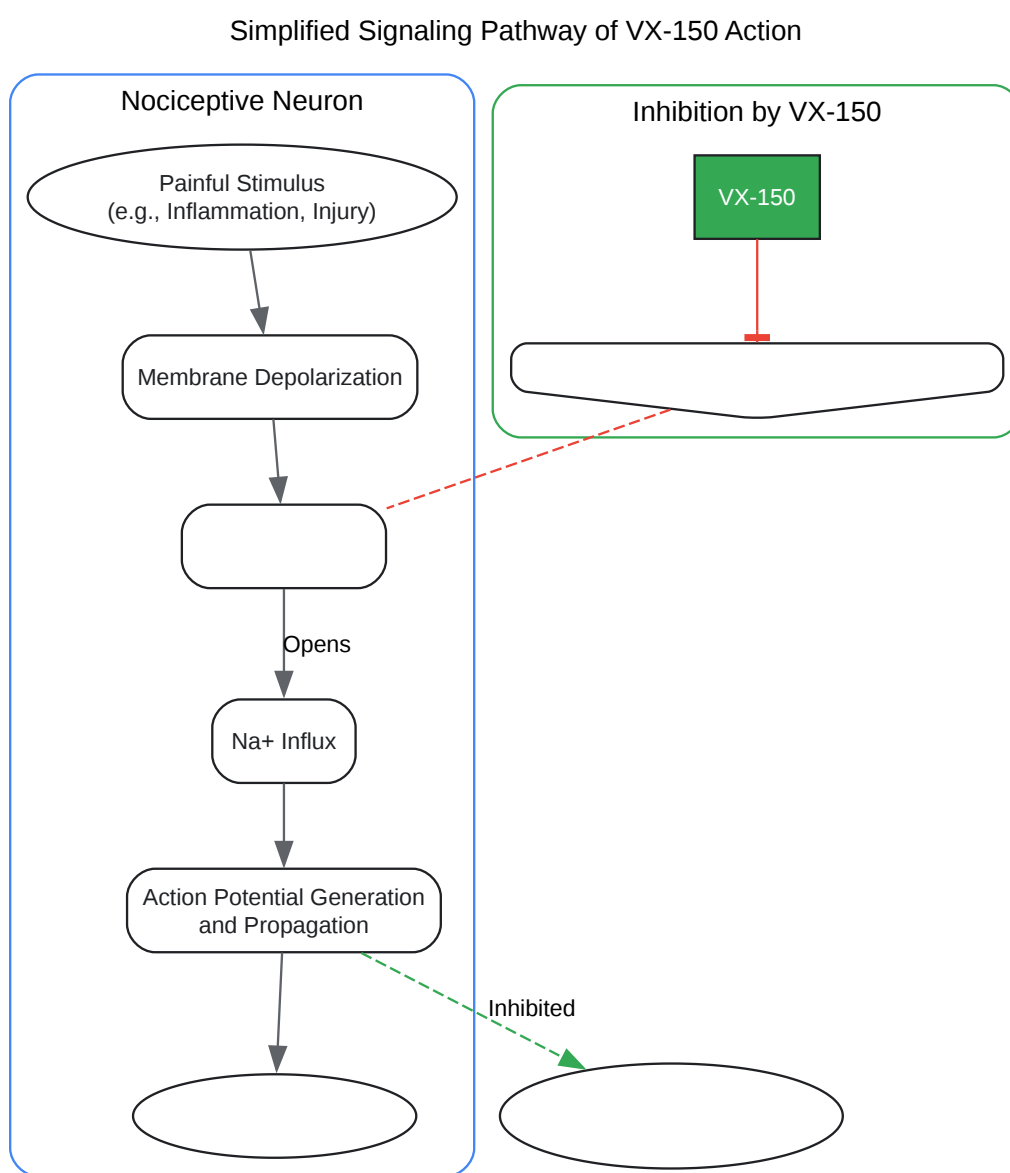 Simplified Signaling Pathway of VX-150 Action
Nociceptive Neuron
Painful Stimulus
(e.g., Inflammation, Injury)
Membrane Depolarization
Opens
Na+ Influx
Action Potential Generation
and Propagation
Inhibited
Inhibition by VX-150
VX-150